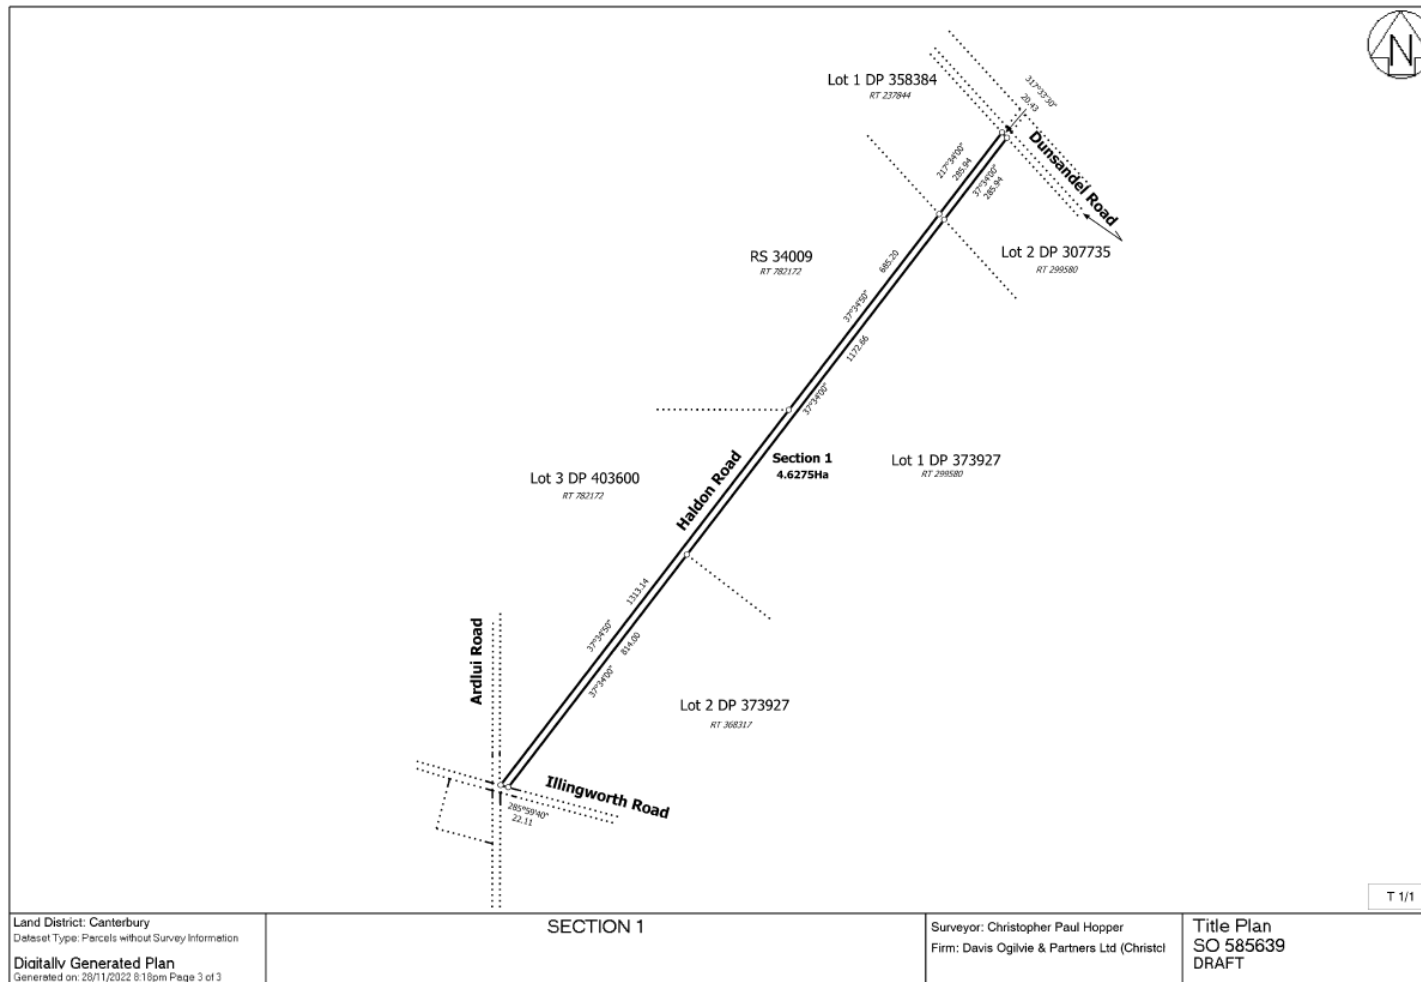 N
Lot 1 DP 358384
RT 237844
317°33'30"
20.43
Dunsandel Road
217°34'00"
285.94
37°34'00"
285.94
RS 34009
RT 782172
Lot 2 DP 307735
RT 299580
685.20
37°34'50"
1172.66
37°34'00"
Section 1
4.6275Ha
Lot 1 DP 373927
RT 299580
Lot 3 DP 403600
RT 782172
Haldon Road
1313.14
37°34'50"
814.00
37°34'00"
Ardlui Road
Lot 2 DP 373927
RT 368317
Illingworth Road
285°59'40"
22.11
T 1/1
Land District: Canterbury
Dataset Type: Parcels without Survey Information
Digitally Generated Plan
Generated on: 28/11/2022 8:18pm Page 3 of 3
SECTION 1
Surveyor: Christopher Paul Hopper
Firm: Davis Ogilvie & Partners Ltd (Christcl
Title Plan
SO 585639
DRAFT